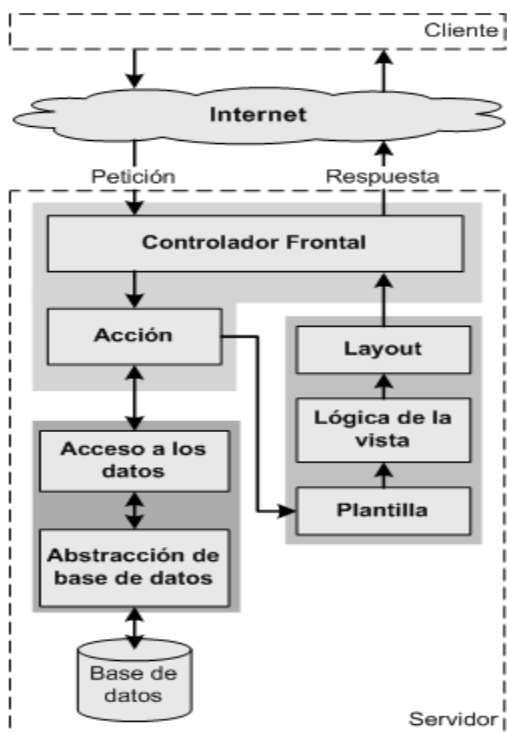 Cliente
Internet
Petición
Respuesta
Controlador Frontal
Acción
Layout
Lógica de la
vista
Plantilla
Acceso a los
datos
Abstracción de
base de datos
Base de
datos
Servidor